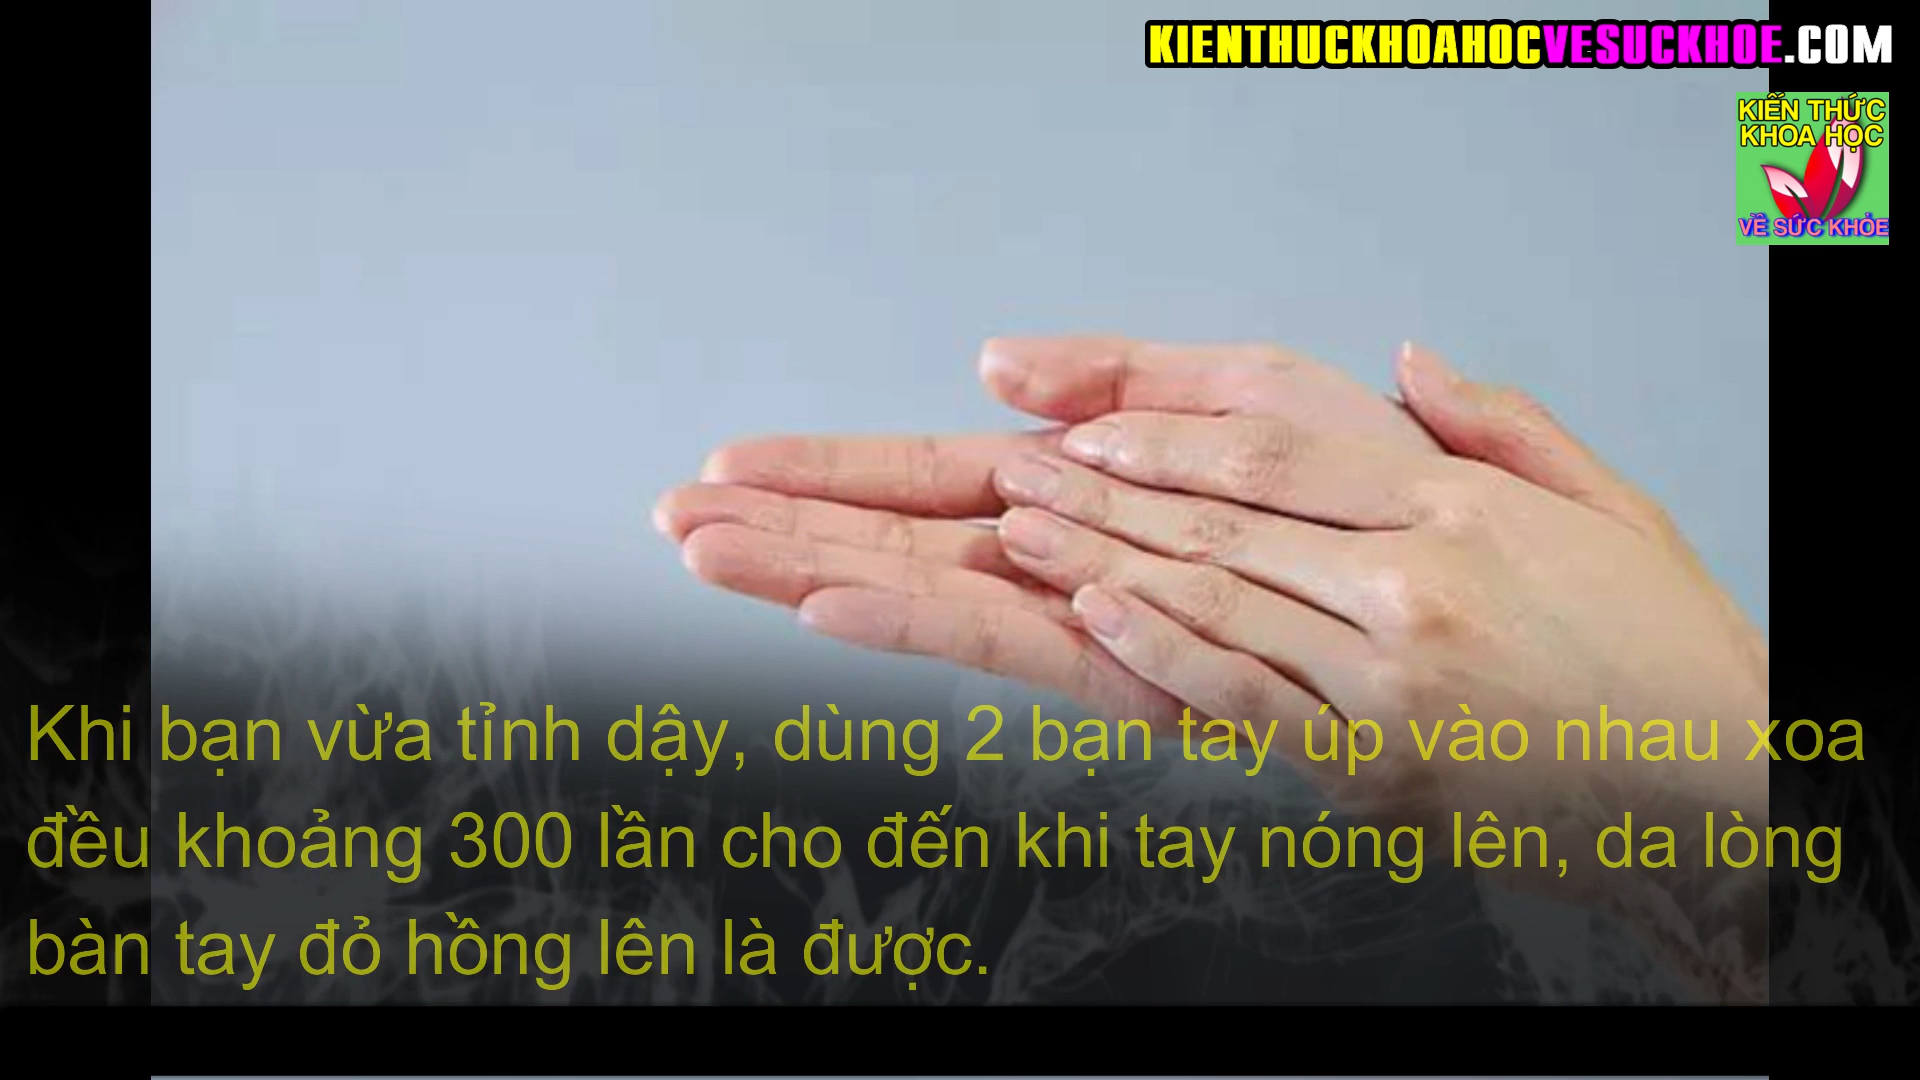 KIENTHUCKHOAHOCVESUCKHOE.COM
KIẾN THỨC
KHOA HỌC
VỀ SỨC KHỎE
Khi bạn vừa tỉnh dậy, dùng 2 bạn tay úp vào nhau xoa
đều khoảng 300 lần cho đến khi tay nóng lên, da lòng
bàn tay đỏ hồng lên là được.